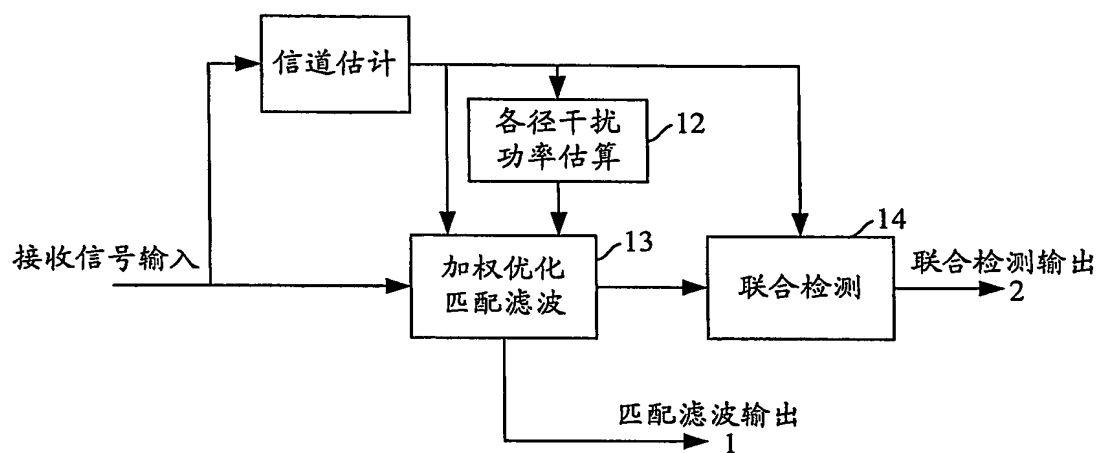 信道估计
各径干扰
功率估算
12
接收信号输入
加权优化
匹配滤波
13
联合检测
14
联合检测输出
2
匹配滤波输出
1